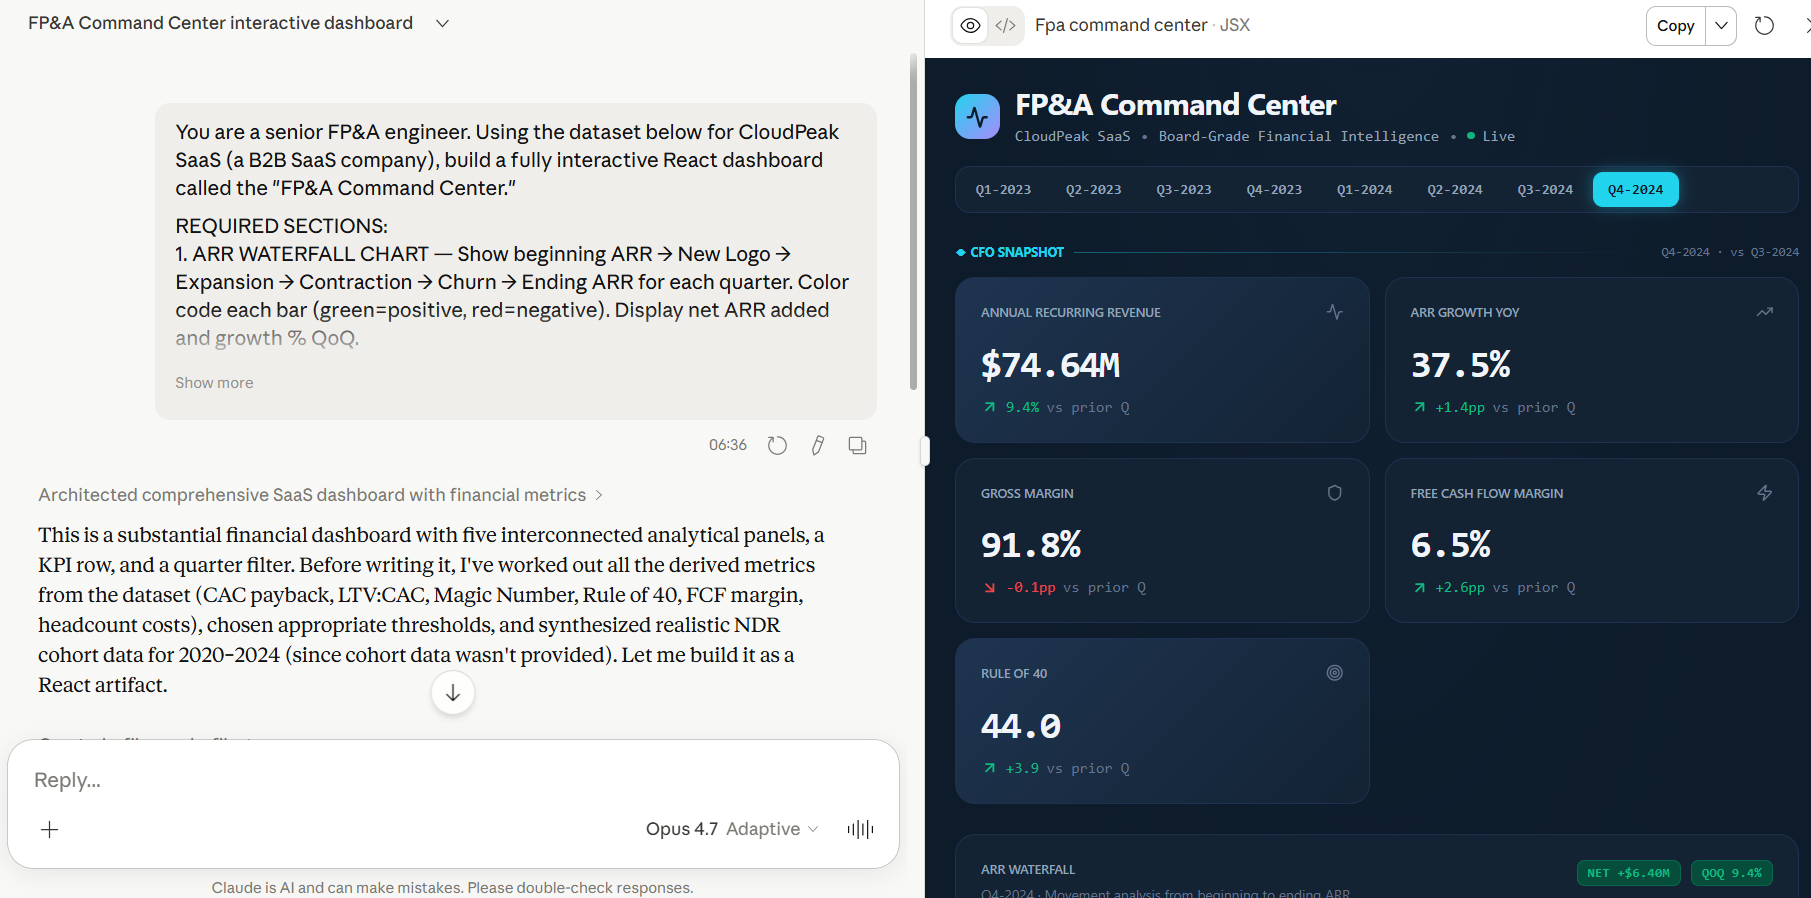 FP&A Command Center interactive dashboard
You are a senior FP&A engineer. Using the dataset below for CloudPeak
SaaS (a B2B SaaS company), build a fully interactive React dashboard
called the "FP&A Command Center."
REQUIRED SECTIONS:
1. ARR WATERFALL CHART — Show beginning ARR → New Logo →
Expansion → Contraction → Churn → Ending ARR for each quarter. Color
code each bar (green=positive, red=negative). Display net ARR added
and growth % QoQ.
Show more
06:36
Architected comprehensive SaaS dashboard with financial metrics
This is a substantial financial dashboard with five interconnected analytical panels, a
KPI row, and a quarter filter. Before writing it, I've worked out all the derived metrics
from the dataset (CAC payback, LTV:CAC, Magic Number, Rule of 40, FCF margin,
headcount costs), chosen appropriate thresholds, and synthesized realistic NDR
cohort data for 2020–2024 (since cohort data wasn't provided). Let me build it as a
React artifact.
Reply...
Opus 4.7 Adaptive
Claude is AI and can make mistakes. Please double-check responses.
Fpa command center · JSX
Copy
FP&A Command Center
CloudPeak SaaS • Board-Grade Financial Intelligence • Live
Q1-2023 Q2-2023 Q3-2023 Q4-2023 Q1-2024 Q2-2024 Q3-2024 Q4-2024
CFO SNAPSHOT
Q4-2024 · vs Q3-2024
ANNUAL RECURRING REVENUE
$74.64M
9.4% vs prior Q
ARR GROWTH YOY
37.5%
+1.4pp vs prior Q
GROSS MARGIN
91.8%
-0.1pp vs prior Q
FREE CASH FLOW MARGIN
6.5%
+2.6pp vs prior Q
RULE OF 40
44.0
+3.9 vs prior Q
ARR WATERFALL
NET +$6.40M
QOQ 9.4%
Q4-2024 · Movement analysis from beginning to ending ARR